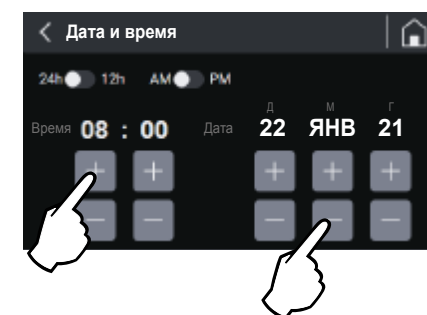 Дата и время
24h 12h AM PM
Д М Г
Время 08 : 00 Дата 22 ЯНВ 21
+ + + + +
− − − − −